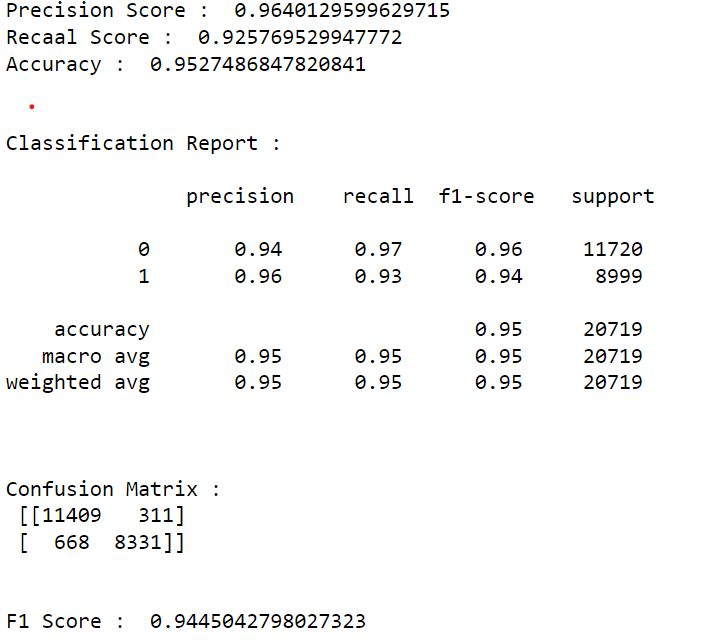 Precision Score :  0.9640129599629715
Recaal Score :  0.925769529947772
Accuracy :  0.9527486847820841
Classification Report :
precision    recall  f1-score   support
0       0.94      0.97      0.96     11720
1       0.96      0.93      0.94      8999
accuracy                           0.95     20719
macro avg       0.95      0.95      0.95     20719
weighted avg       0.95      0.95      0.95     20719
Confusion Matrix :
[[11409   311]
[  668  8331]]
F1 Score :  0.9445042798027323